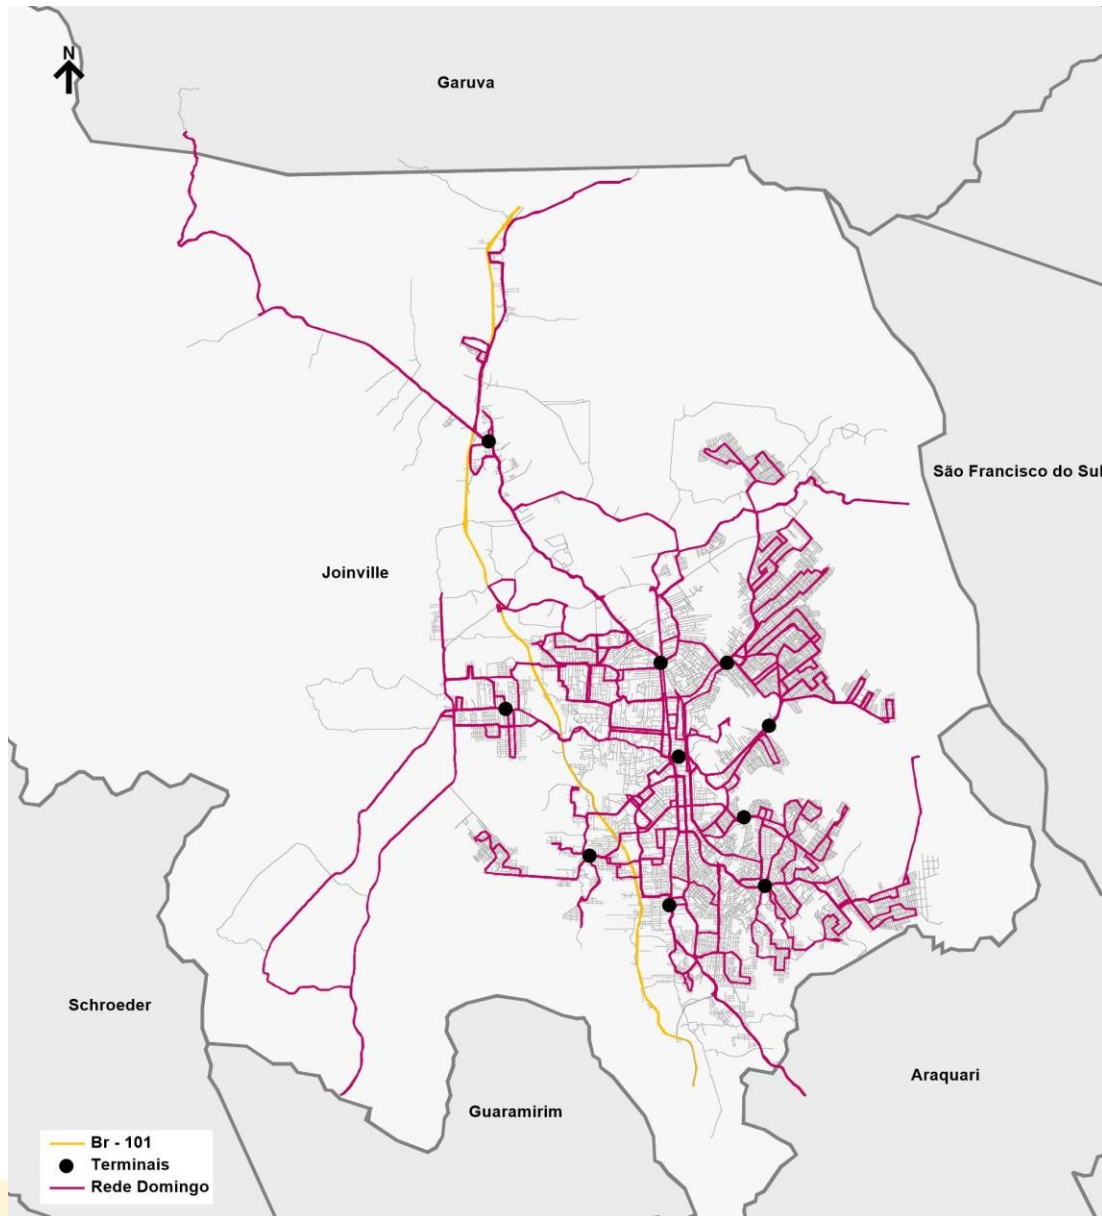 N
Garuva
São Francisco do Sul
Joinville
Schroeder
Araquari
Guaramirim
Br - 101
Terminais
Rede Domingo